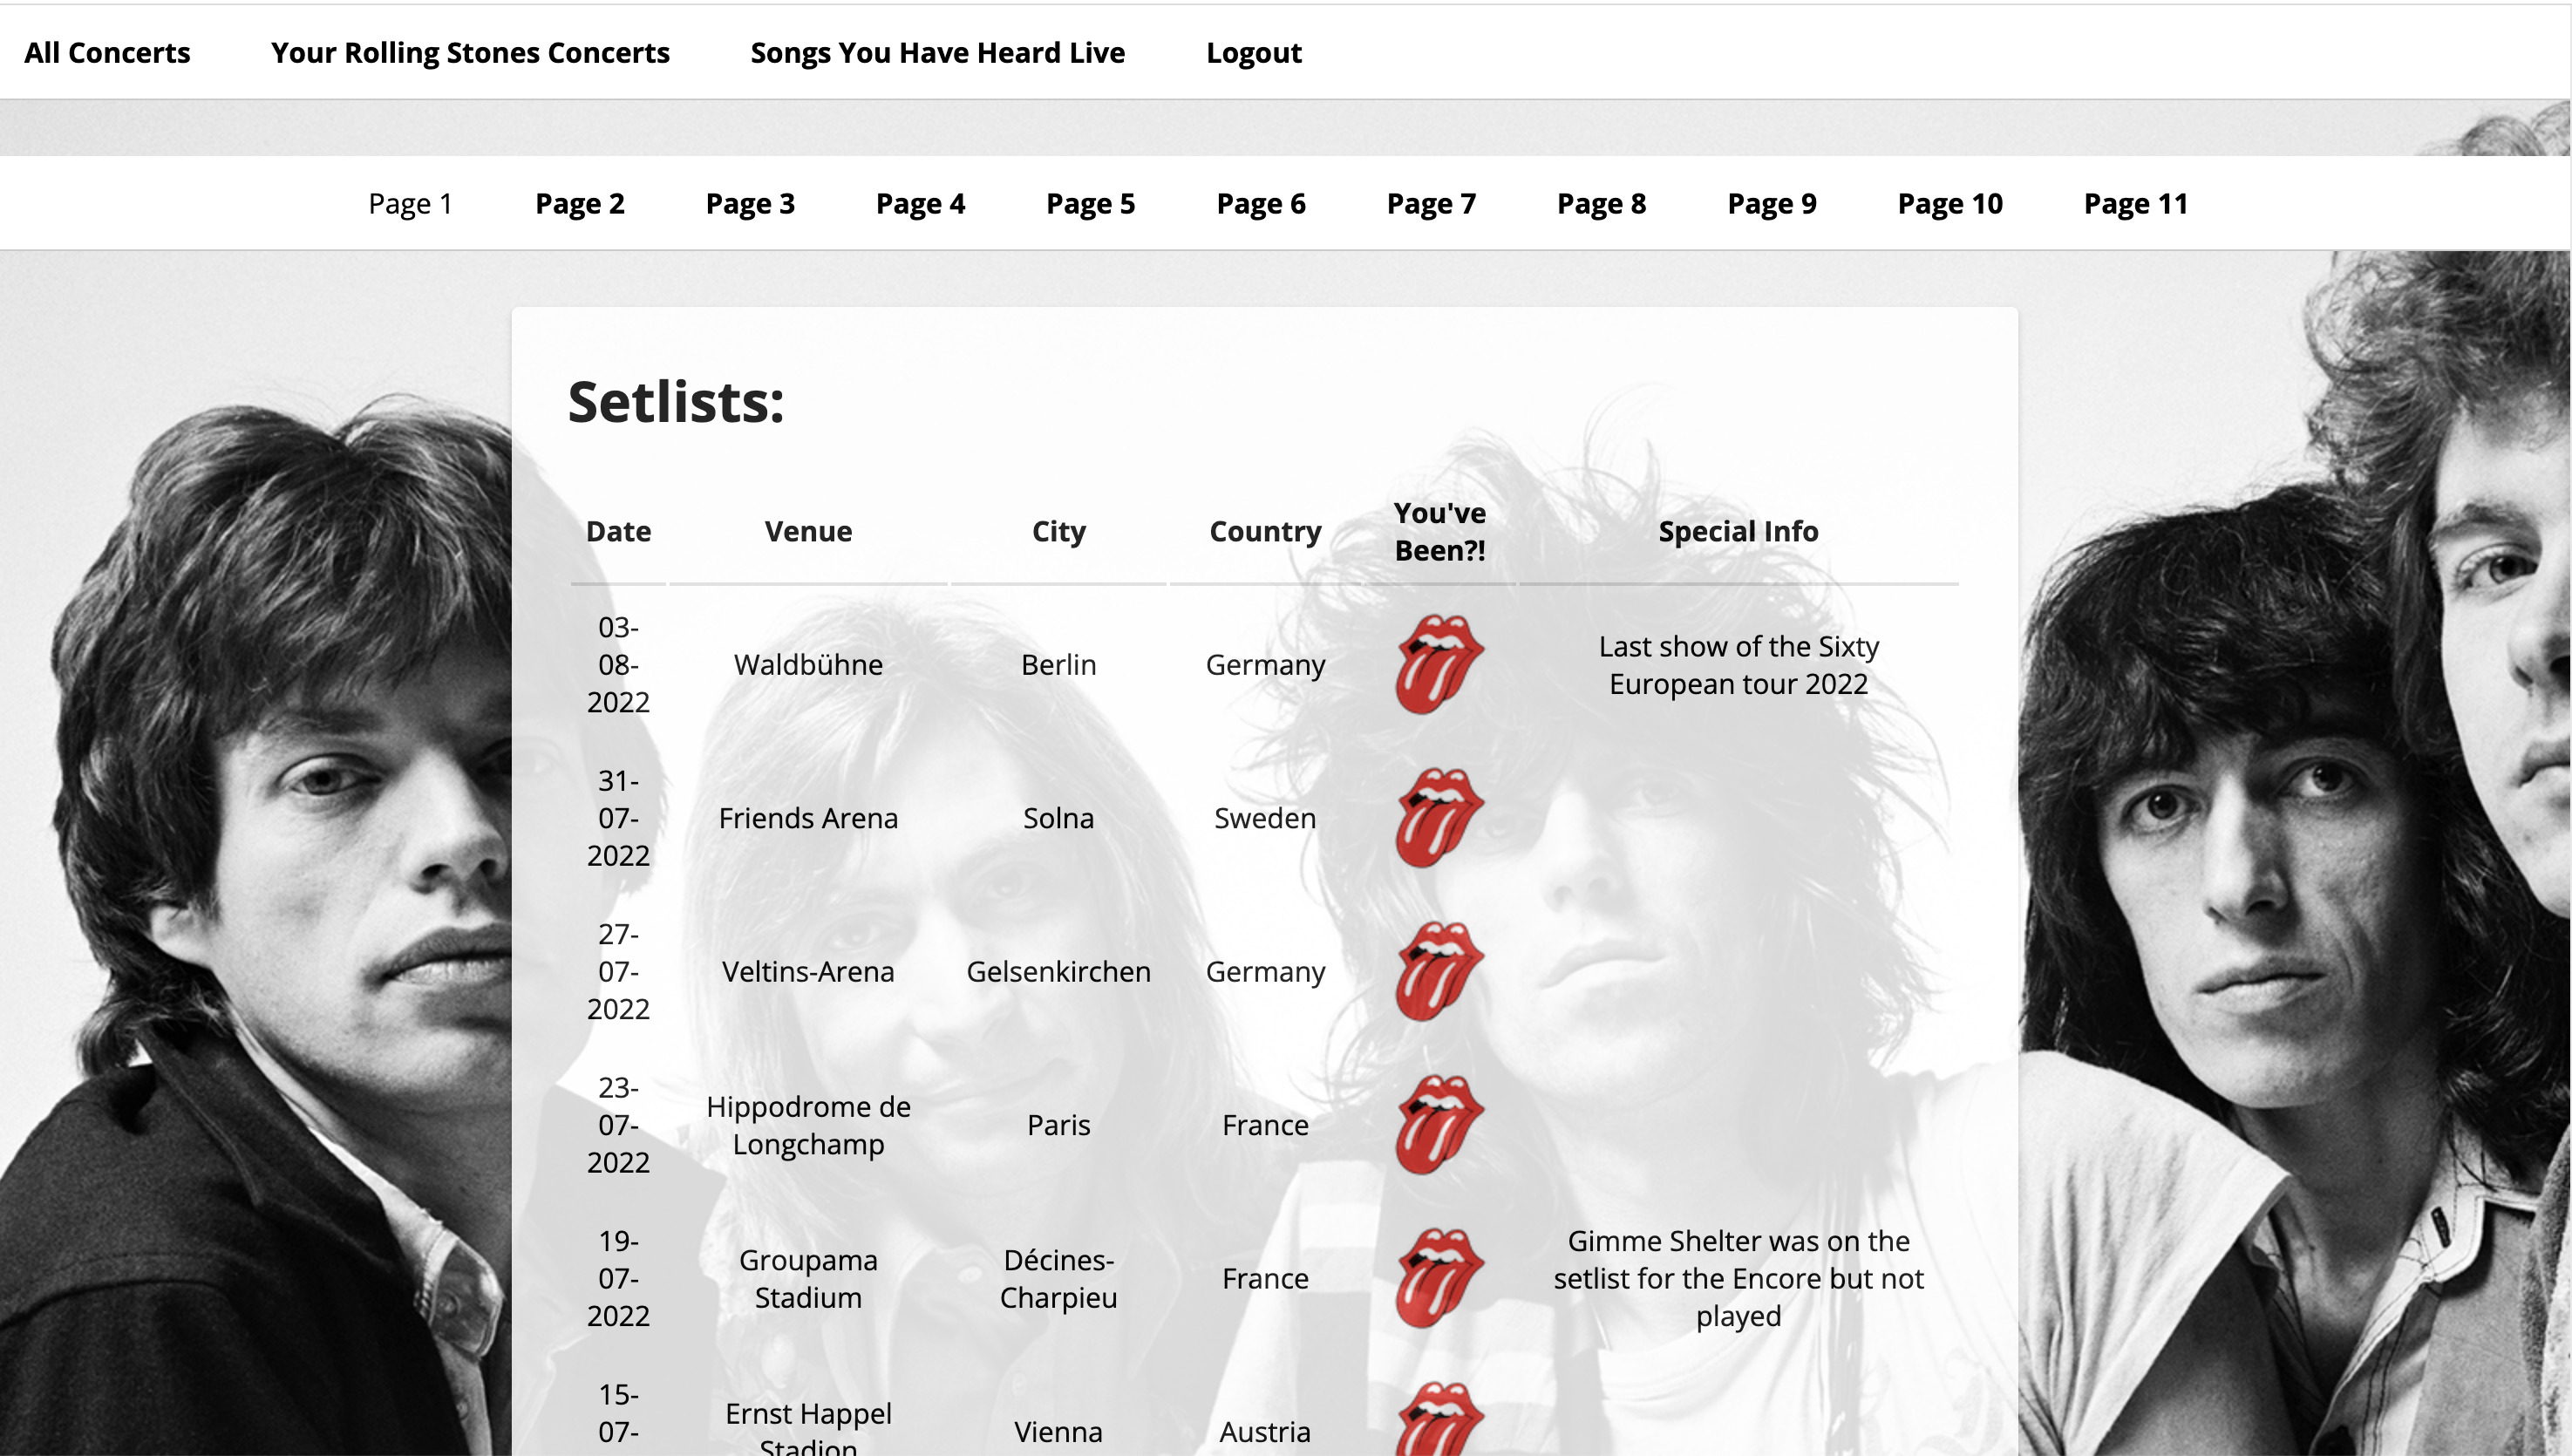 All Concerts Your Rolling Stones Concerts Songs You Have Heard Live Logout
Page 1 Page 2 Page 3 Page 4 Page 5 Page 6 Page 7 Page 8 Page 9 Page 10 Page 11
Setlists:
Date Venue City Country You've Been?! Special Info
03-
08-
2022
Waldbühne
Berlin
Germany
Last show of the Sixty
European tour 2022
31-
07-
2022
Friends Arena
Solna
Sweden
27-
07-
2022
Veltins-Arena
Gelsenkirchen
Germany
23-
07-
2022
Hippodrome de
Longchamp
Paris
France
19-
07-
2022
Groupama
Stadium
Décines-
Charpieu
France
Gimme Shelter was on the
setlist for the Encore but not
played
15-
07-
Ernst Happel
Stadion
Vienna
Austria